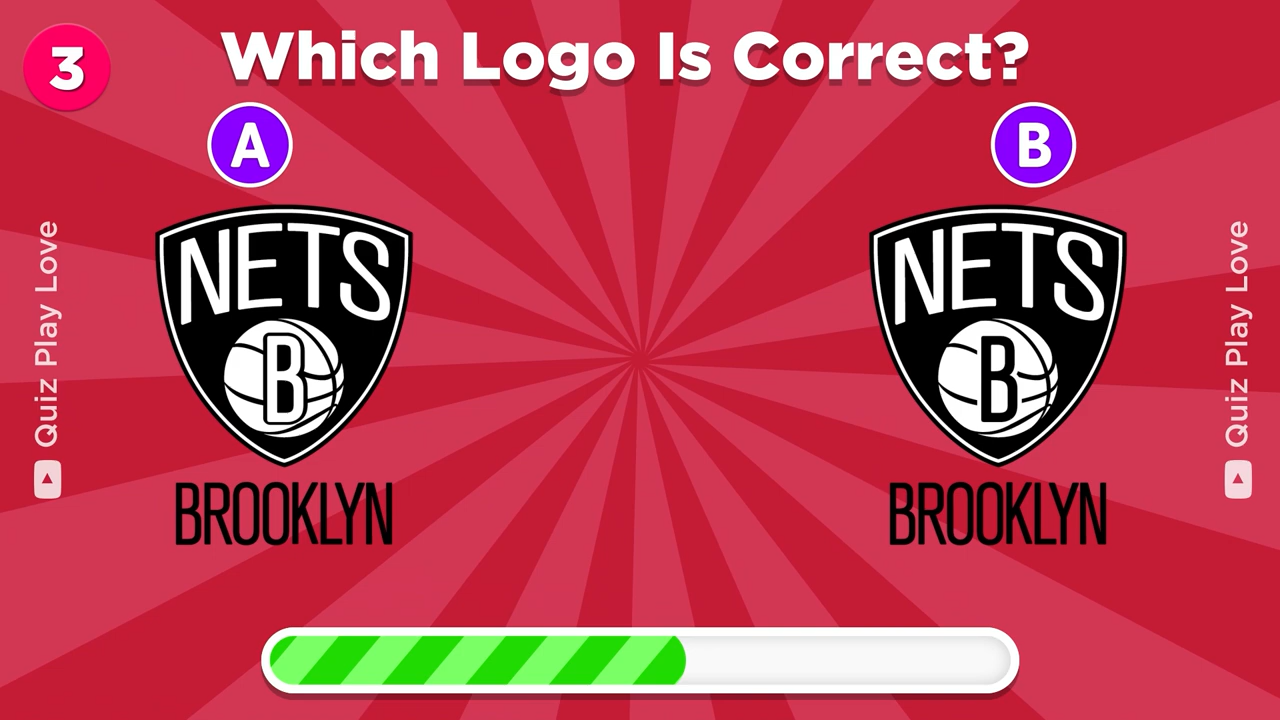 3
Which Logo Is Correct?
A
B
NETS
B
BROOKLYN
NETS
B
BROOKLYN
Quiz Play Love
Quiz Play Love